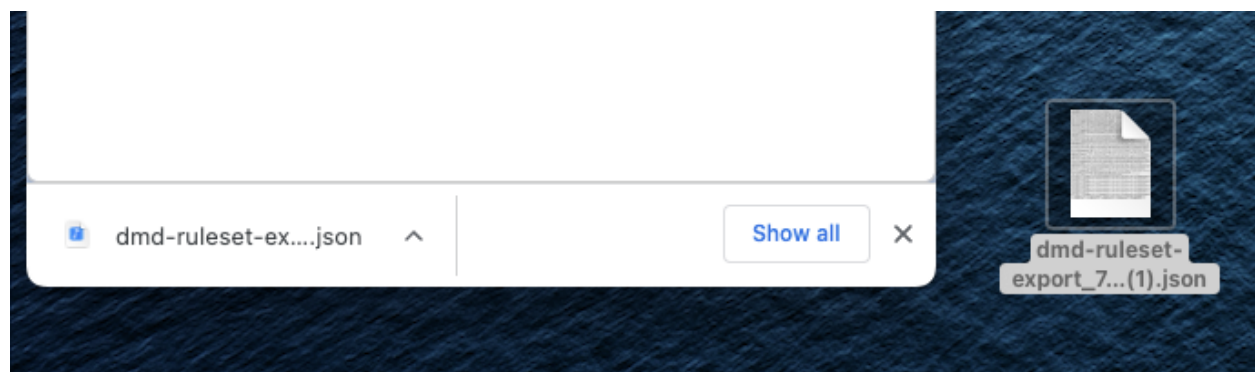 dmd-ruleset-ex....json
Show all
dmd-ruleset-
export_7...(1).json